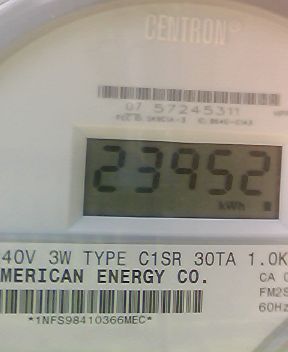 CENTRON®
07 57245311
23952
kWh
40V 3W TYPE C1SR 30TA 1.0K
MERICAN ENERGY CO.
CA 0
FM2S
60Hz
*1NFS98410366MEC*